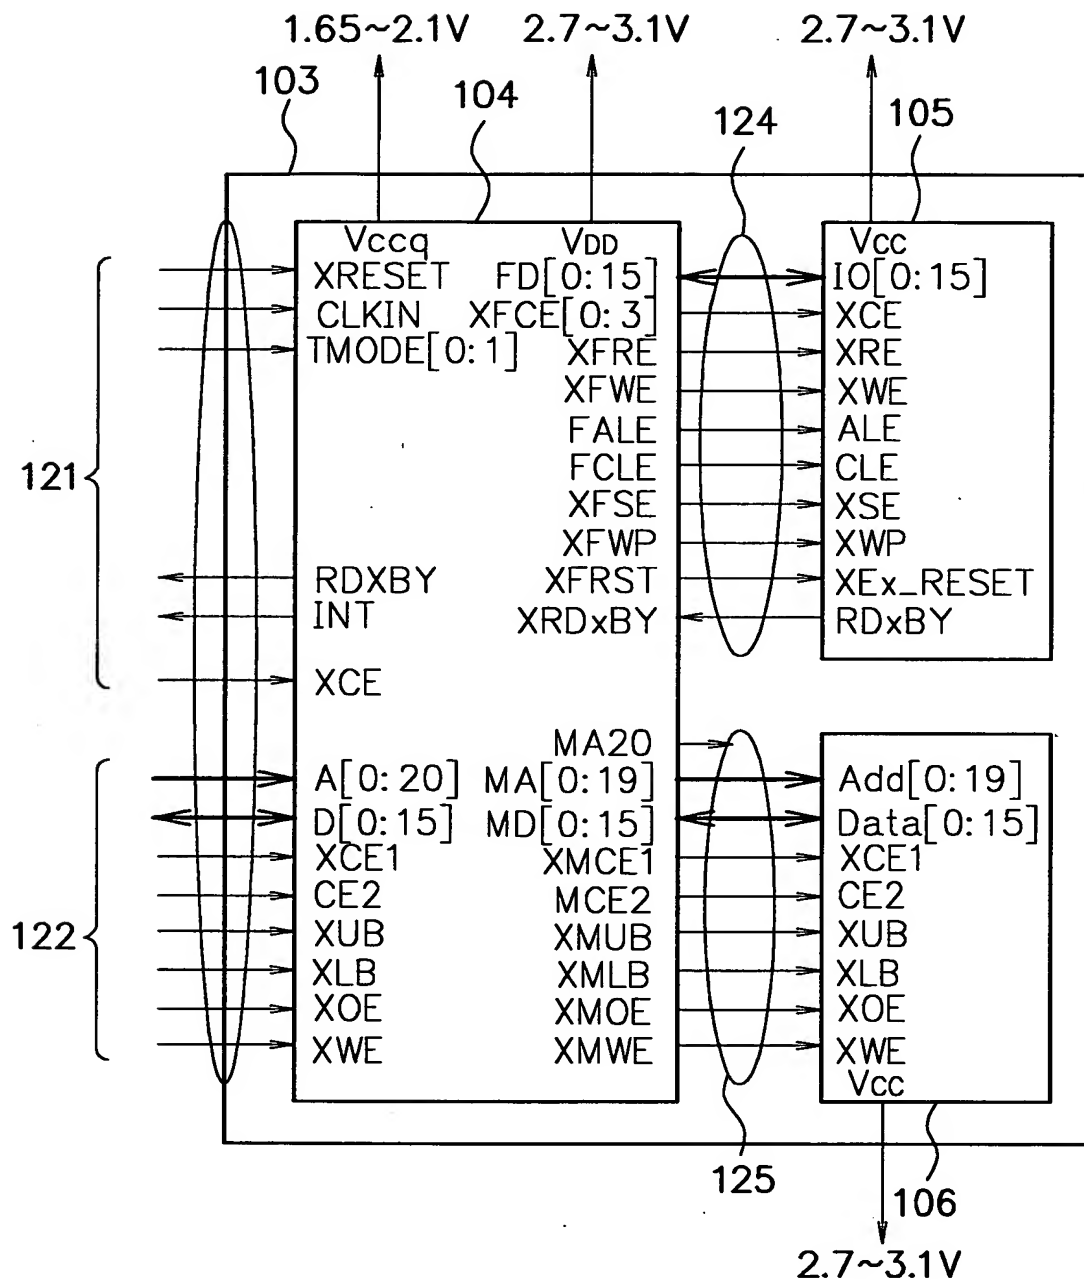 1.65~2.1V 2.7~3.1V 2.7~3.1V
103 104 124 105
Vccq VDD Vcc
XRESET FD[0:15] IO[0:15]
CLKIN XFCE[0:3] XCE
TMODE[0:1] XFRE XRE
XFWE XWE
FALE ALE
121 FCLE CLE
XFSE XSE
XFWP XWP
RDXBY XFRST XEx_RESET
INT XRDxBY RDxBY
XCE
MA20
A[0:20] MA[0:19] Add[0:19]
D[0:15] MD[0:15] Data[0:15]
XCE1 XMCE1 XCE1
CE2 MCE2 CE2
122 XUB XMUB XUB
XLB XMLB XLB
XOE XMOE XOE
XWE XMWE XWE
Vcc
125 106
2.7~3.1V